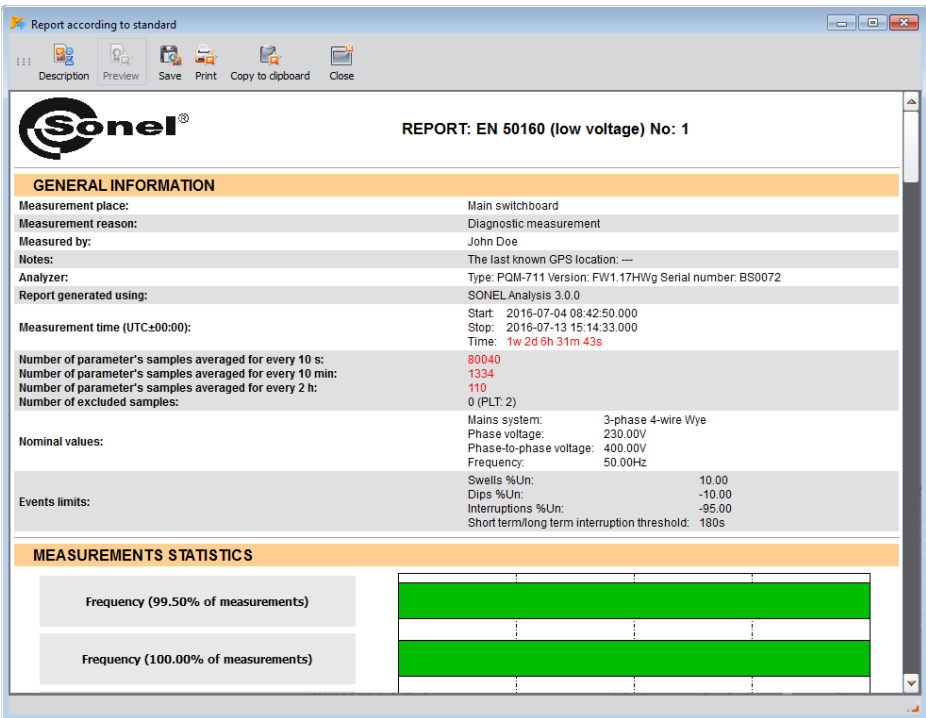 Report according to standard
Description Preview Save Print Copy to clipboard Close
Sonel®
REPORT: EN 50160 (low voltage) No: 1
GENERAL INFORMATION
Measurement place: Main switchboard
Measurement reason: Diagnostic measurement
Measured by: John Doe
Notes: The last known GPS location: ---
Analyzer: Type: PQM-711 Version: FW1.17HWg Serial number: BS0072
Report generated using: SONEL Analysis 3.0.0
Measurement time (UTC±00:00):
Start: 2016-07-04 08:42:50.000
Stop: 2016-07-13 15:14:33.000
Time: 1w 2d 6h 31m 43s
Number of parameter's samples averaged for every 10 s: 80040
Number of parameter's samples averaged for every 10 min: 1334
Number of parameter's samples averaged for every 2 h: 110
Number of excluded samples: 0 (PLT: 2)
Nominal values:
Mains system: 3-phase 4-wire Wye
Phase voltage: 230.00V
Phase-to-phase voltage: 400.00V
Frequency: 50.00Hz
Events limits:
Swells %Un: 10.00
Dips %Un: -10.00
Interruptions %Un: -95.00
Short term/long term interruption threshold: 180s
MEASUREMENTS STATISTICS
Frequency (99.50% of measurements)
Frequency (100.00% of measurements)